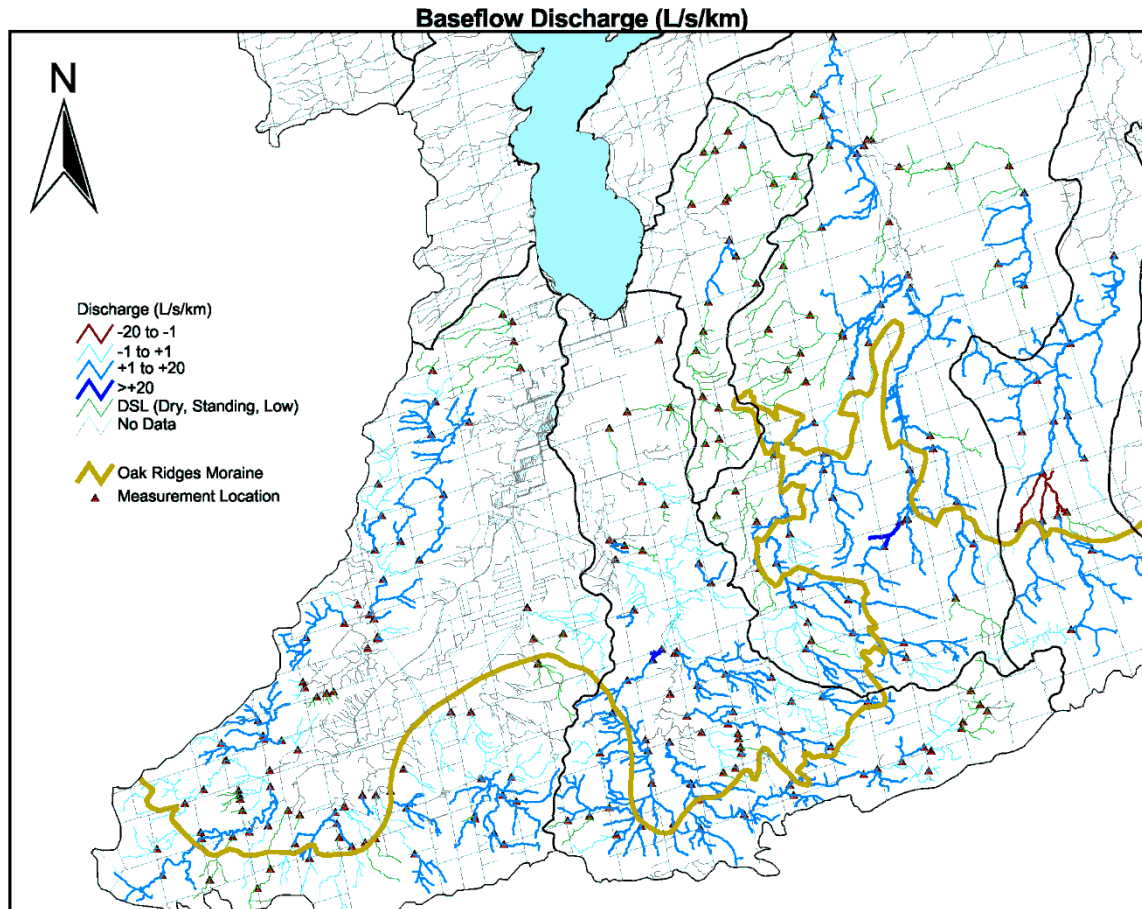 Baseflow Discharge (L/s/km)
N
Discharge (L/s/km)
-20 to -1
-1 to +1
+1 to +20
>+20
DSL (Dry, Standing, Low)
No Data
Oak Ridges Moraine
Measurement Location